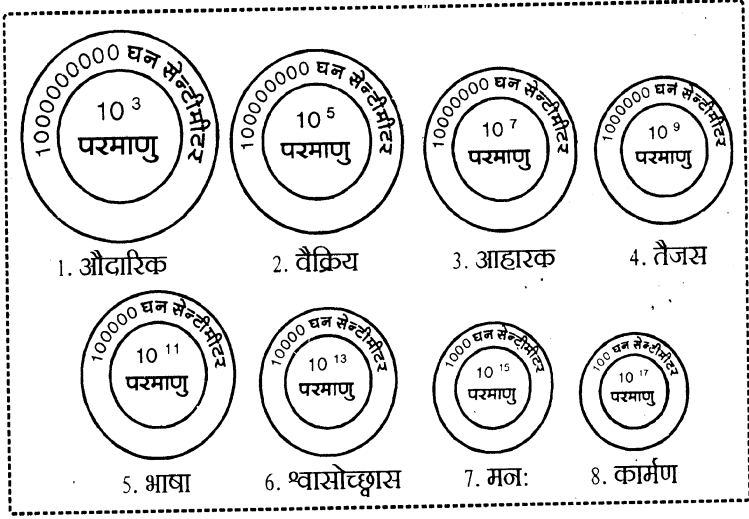 1000000000 घन सेन्टीमीटर
10 3
परमाणु
1. औदारिक
100000000 घन सेन्टीमीटर
10 5
परमाणु
2. वैक्रिय
10000000 घन सेन्टीमीटर
10 7
परमाणु
3. आहारक
1000000 घन सेन्टीमीटर
10 9
परमाणु
4. तैजस
100000 घन सेन्टीमीटर
10 11
परमाणु
5. भाषा
10000 घन सेन्टीमीटर
10 13
परमाणु
6. श्वासोच्छ्वास
1000 घन सेन्टीमीटर
10 15
परमाणु
7. मन:
100 घन सेन्टीमीटर
10 17
परमाणु
8. कार्मण